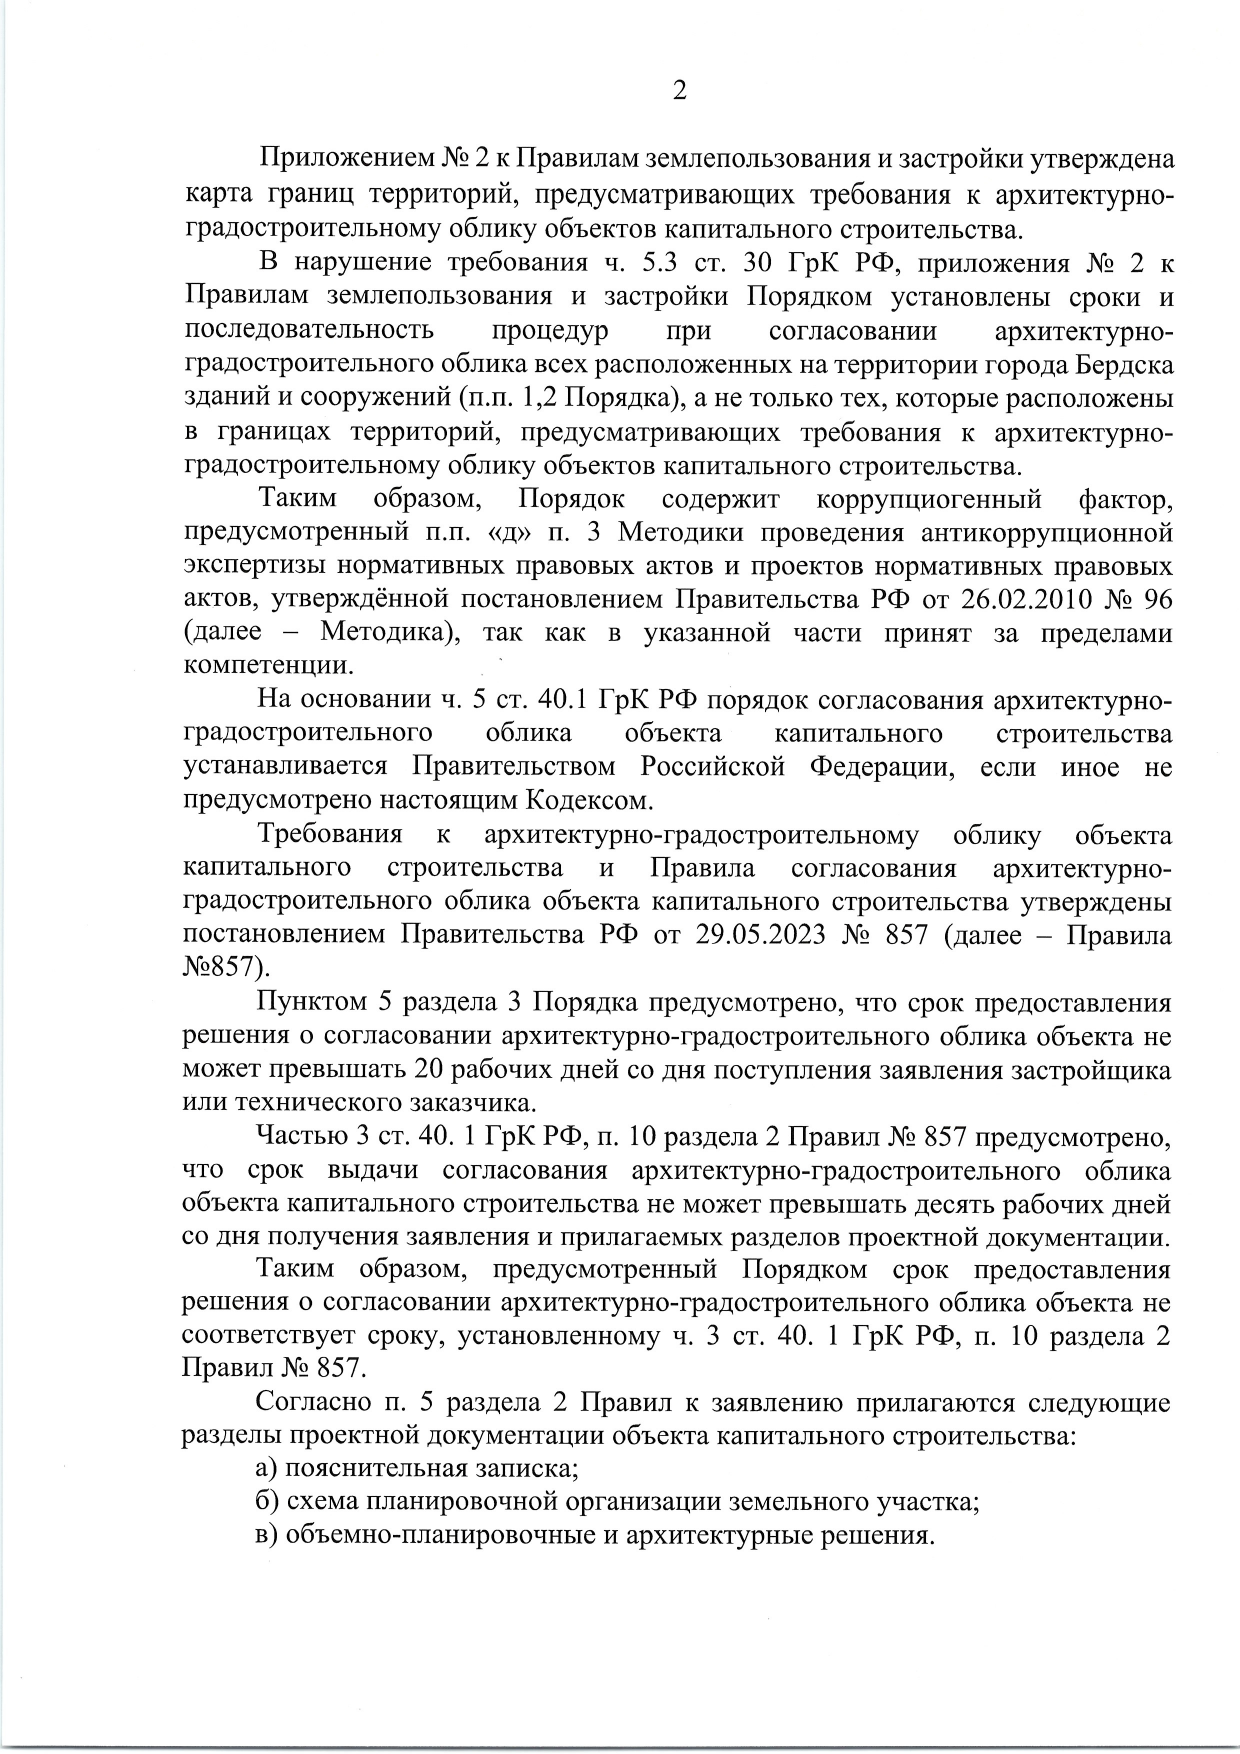 2
Приложением № 2 к Правилам землепользования и застройки утверждена
карта границ территорий, предусматривающих требования к архитектурно-
градостроительному облику объектов капитального строительства.
В нарушение требования ч. 5.3 ст. 30 ГрК РФ, приложения № 2 к
Правилам землепользования и застройки Порядком установлены сроки и
последовательность процедур при согласовании архитектурно-
градостроительного облика всех расположенных на территории города Бердска
зданий и сооружений (п.п. 1,2 Порядка), а не только тех, которые расположены
в границах территорий, предусматривающих требования к архитектурно-
градостроительному облику объектов капитального строительства.
Таким образом, Порядок содержит коррупциогенный фактор,
предусмотренный п.п. «д» п. 3 Методики проведения антикоррупционной
экспертизы нормативных правовых актов и проектов нормативных правовых
актов, утверждённой постановлением Правительства РФ от 26.02.2010 № 96
(далее – Методика), так как в указанной части принят за пределами
компетенции.
На основании ч. 5 ст. 40.1 ГрК РФ порядок согласования архитектурно-
градостроительного облика объекта капитального строительства
устанавливается Правительством Российской Федерации, если иное не
предусмотрено настоящим Кодексом.
Требования к архитектурно-градостроительному облику объекта
капитального строительства и Правила согласования архитектурно-
градостроительного облика объекта капитального строительства утверждены
постановлением Правительства РФ от 29.05.2023 № 857 (далее – Правила
№857).
Пунктом 5 раздела 3 Порядка предусмотрено, что срок предоставления
решения о согласовании архитектурно-градостроительного облика объекта не
может превышать 20 рабочих дней со дня поступления заявления застройщика
или технического заказчика.
Частью 3 ст. 40. 1 ГрК РФ, п. 10 раздела 2 Правил № 857 предусмотрено,
что срок выдачи согласования архитектурно-градостроительного облика
объекта капитального строительства не может превышать десять рабочих дней
со дня получения заявления и прилагаемых разделов проектной документации.
Таким образом, предусмотренный Порядком срок предоставления
решения о согласовании архитектурно-градостроительного облика объекта не
соответствует сроку, установленному ч. 3 ст. 40. 1 ГрК РФ, п. 10 раздела 2
Правил № 857.
Согласно п. 5 раздела 2 Правил к заявлению прилагаются следующие
разделы проектной документации объекта капитального строительства:
а) пояснительная записка;
б) схема планировочной организации земельного участка;
в) объемно-планировочные и архитектурные решения.